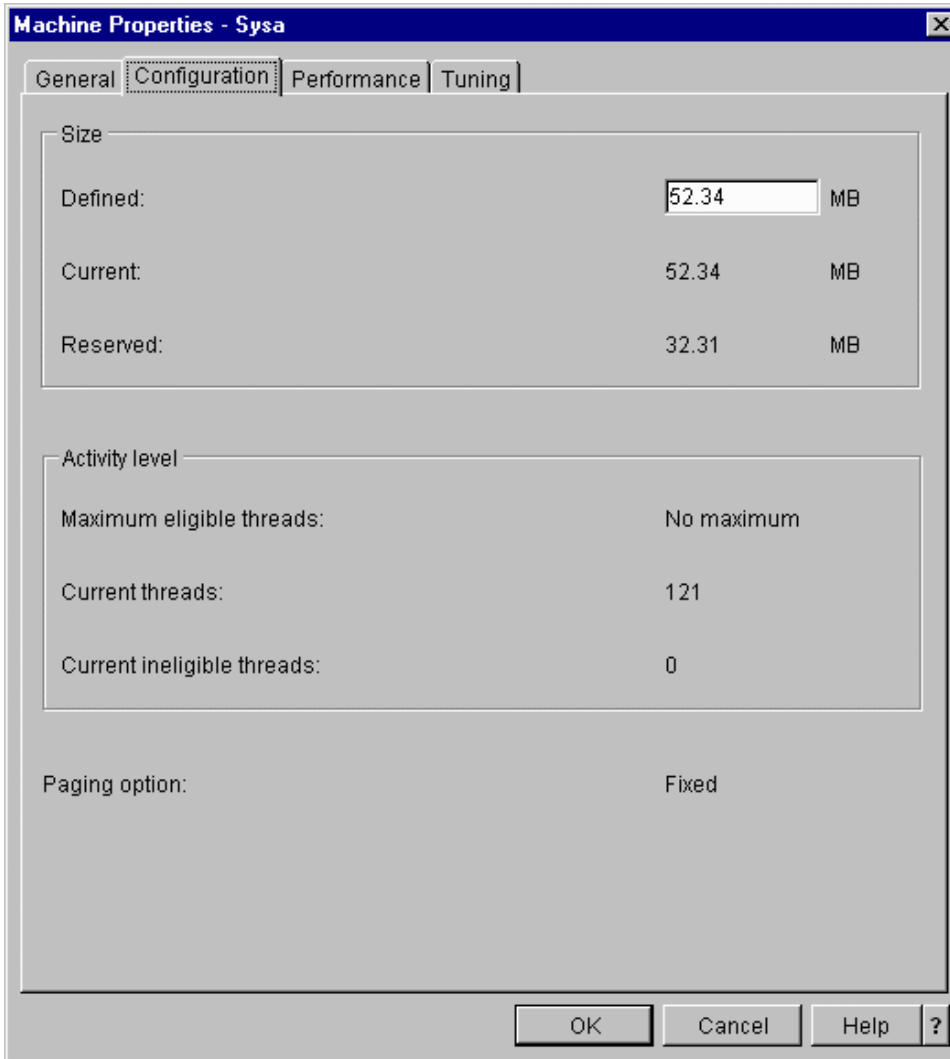 Machine Properties - Sysa
General Configuration Performance Tuning
Size
Defined: 52.34 MB
Current: 52.34 MB
Reserved: 32.31 MB
Activity level
Maximum eligible threads: No maximum
Current threads: 121
Current ineligible threads: 0
Paging option: Fixed
OK Cancel Help ?